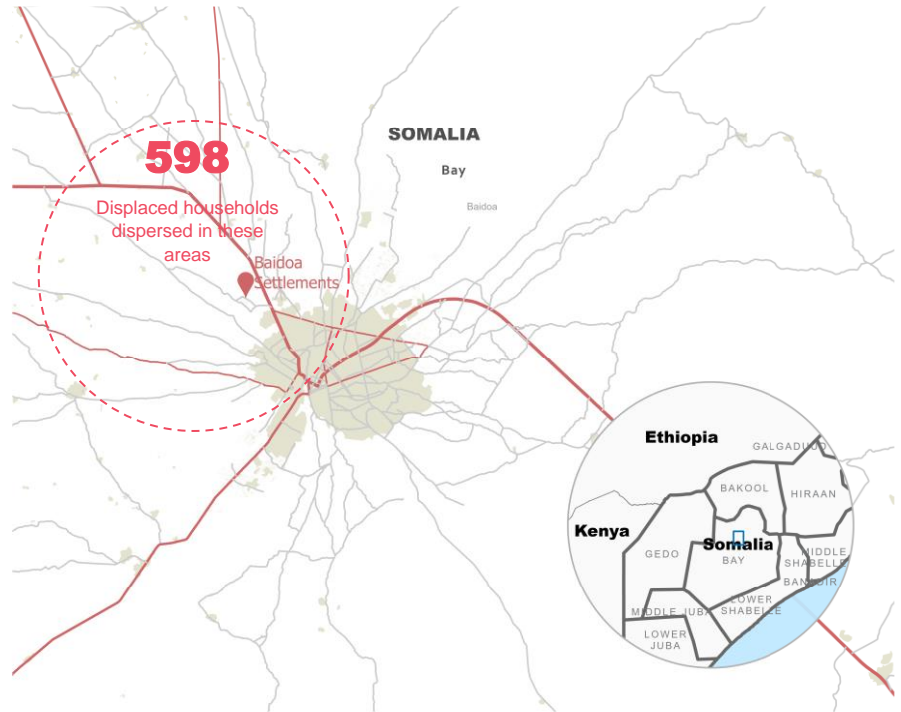 SOMALIA
598
Bay
Displaced households
dispersed in these
areas
Baidoa
Baidoa
Settlements
Ethiopia
GALGADUUD
BAKOOL
HIRAAN
Kenya
Somalia
GEDO
BAY
MIDDLE
SHABELLE
BANADIR
LOWER
SHABELLE
MIDDLE JUBA
LOWER
JUBA